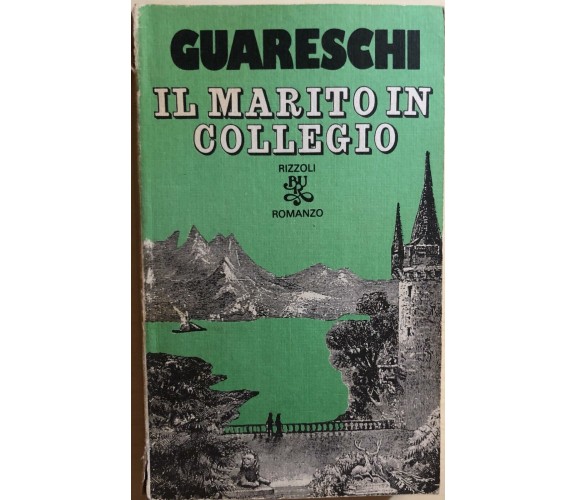 GUARESCHI
IL MARITO IN
COLLEGIO
RIZZOLI
BUR
ROMANZO